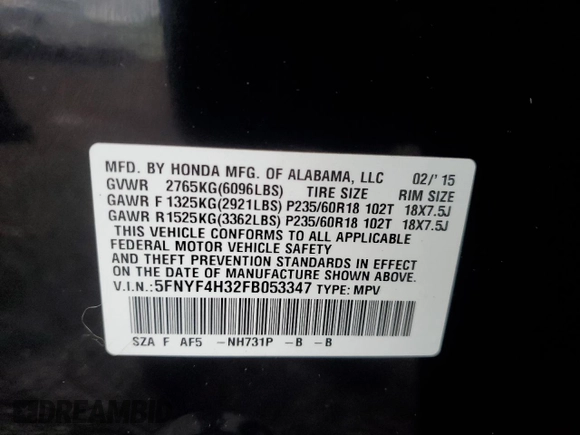 MFD. BY HONDA MFG. OF ALABAMA, LLC 02/'15
GVWR 2765KG(6096LBS) TIRE SIZE RIM SIZE
GAWR F 1325KG(2921LBS) P235/60R18 102T 18X7.5J
GAWR R1525KG(3362LBS) P235/60R18 102T 18X7.5J
THIS VEHICLE CONFORMS TO ALL APPLICABLE
FEDERAL MOTOR VEHICLE SAFETY
AND THEFT PREVENTION STANDARDS IN EFFECT
ON THE DATE OF MANUFACTURE SHOWN ABOVE.
V.I.N.:5FNYF4H32FB053347 TYPE: MPV
SZA F AF5 -NH731P -B -B
DREAMBID